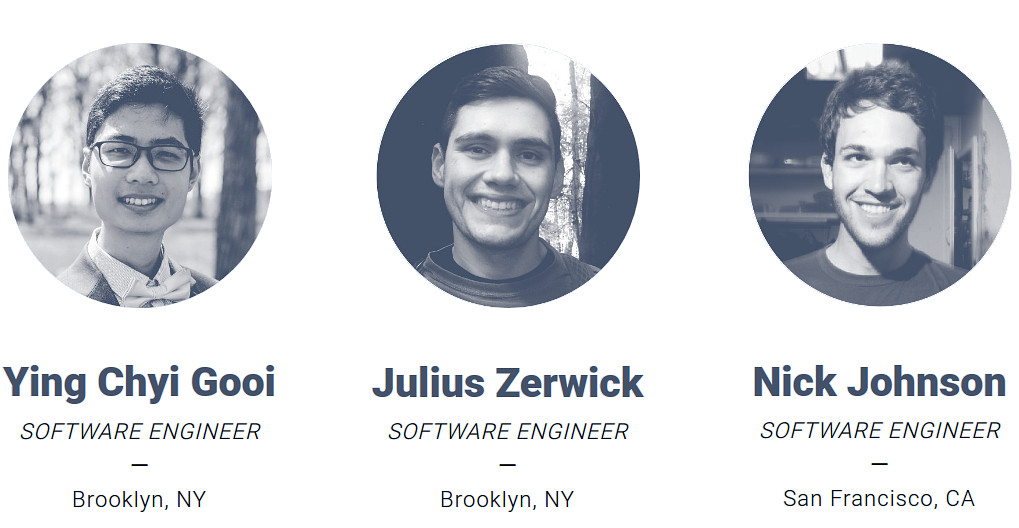 Ying Chyi Gooi
SOFTWARE ENGINEER
—
Brooklyn, NY
Julius Zerwick
SOFTWARE ENGINEER
—
Brooklyn, NY
Nick Johnson
SOFTWARE ENGINEER
—
San Francisco, CA